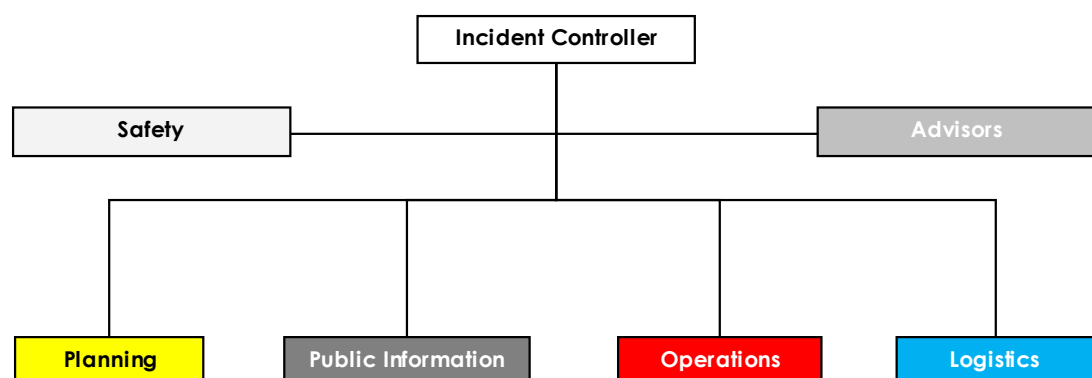 Incident Controller
Safety
Advisors
Planning
Public Information
Operations
Logistics